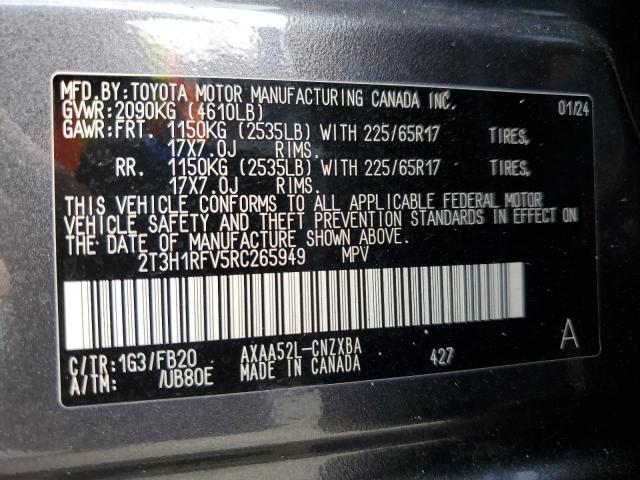 MFD.BY:TOYOTA MOTOR MANUFACTURING CANADA INC. 01/24
GVWR:2090KG (4610LB)
GAWR:FRT. 1150KG (2535LB) WITH 225/65R17 TIRES,
17X7.0J RIMS.
RR. 1150KG (2535LB) WITH 225/65R17 TIRES,
17X7.0J RIMS.
THIS VEHICLE CONFORMS TO ALL APPLICABLE FEDERAL MOTOR
VEHICLE SAFETY AND THEFT PREVENTION STANDARDS IN EFFECT ON
THE DATE OF MANUFACTURE SHOWN ABOVE.
2T3H1RFV5RC265949 MPV
C/TR:1G3/FB20 AXAA52L-CNZXBA 427 A
A/TM: /UB80E MADE IN CANADA